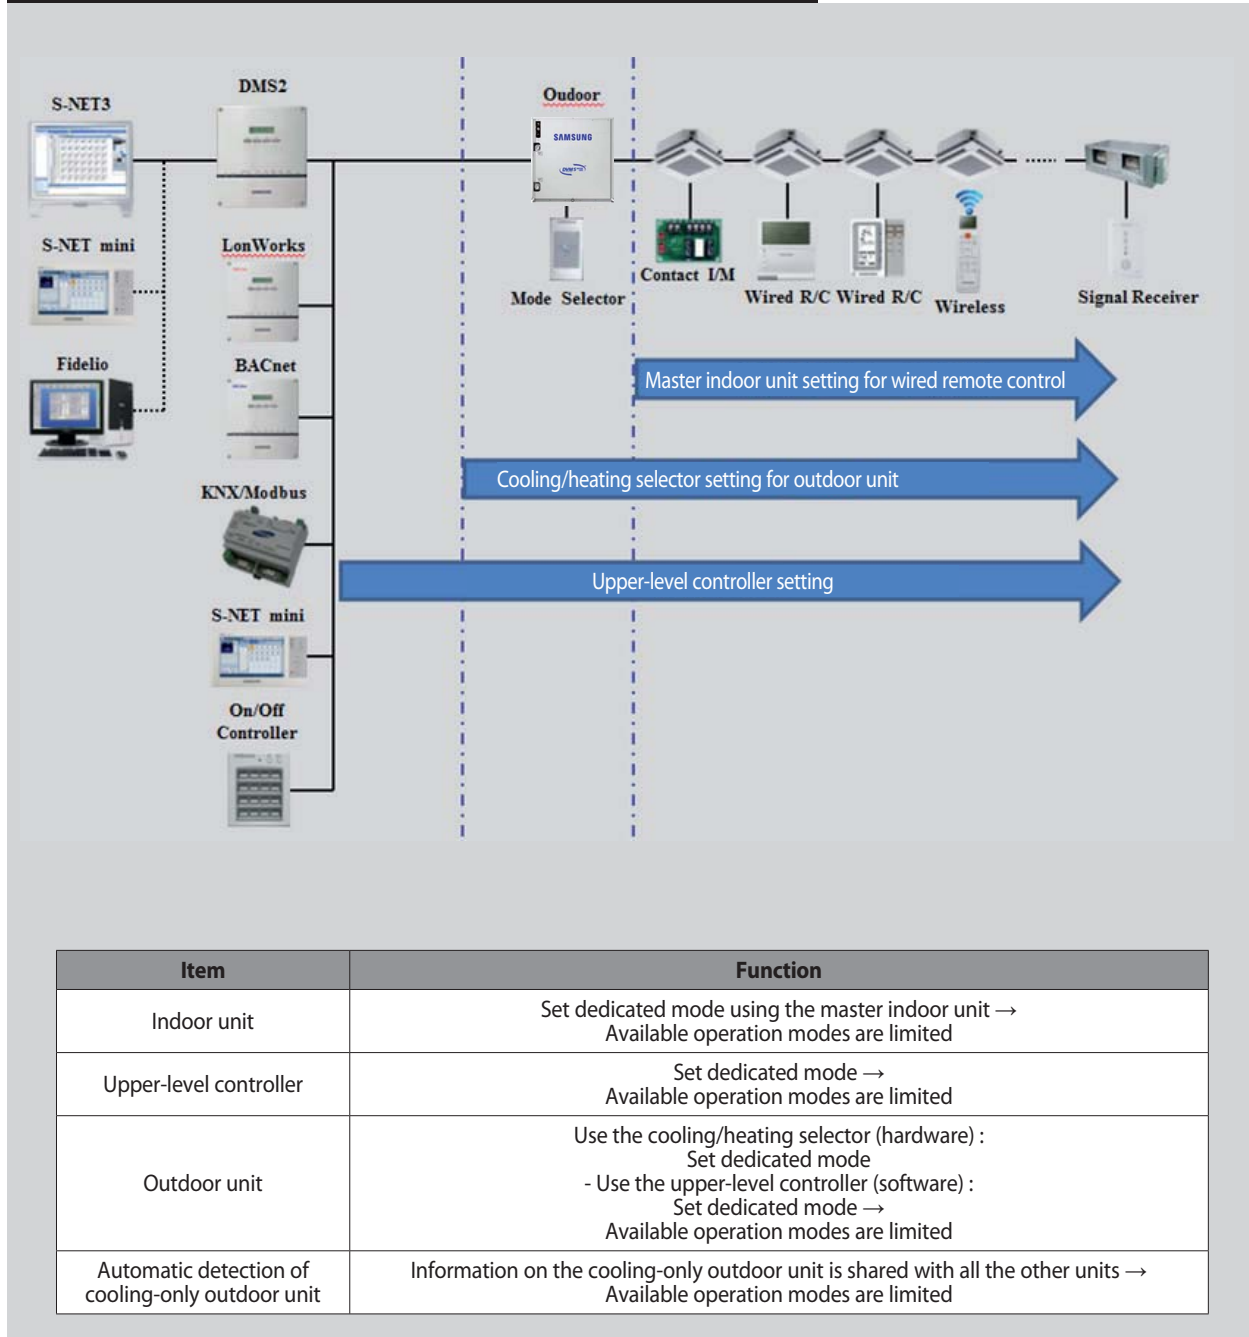 S-NET3
DMS2
Oudoor
SAMSUNG
S-NET mini
LonWorks
Contact I/M
Mode Selector
Wired R/C
Wired R/C
Wireless
Signal Receiver
Fidelio
BACnet
Master indoor unit setting for wired remote control
KNX/Modbus
Cooling/heating selector setting for outdoor unit
Upper-level controller setting
S-NET mini
On/Off
Controller
Item
Function
Indoor unit
Set dedicated mode using the master indoor unit →
Available operation modes are limited
Upper-level controller
Set dedicated mode →
Available operation modes are limited
Outdoor unit
Use the cooling/heating selector (hardware) :
Set dedicated mode
- Use the upper-level controller (software) :
Set dedicated mode →
Available operation modes are limited
Automatic detection of
cooling-only outdoor unit
Information on the cooling-only outdoor unit is shared with all the other units →
Available operation modes are limited